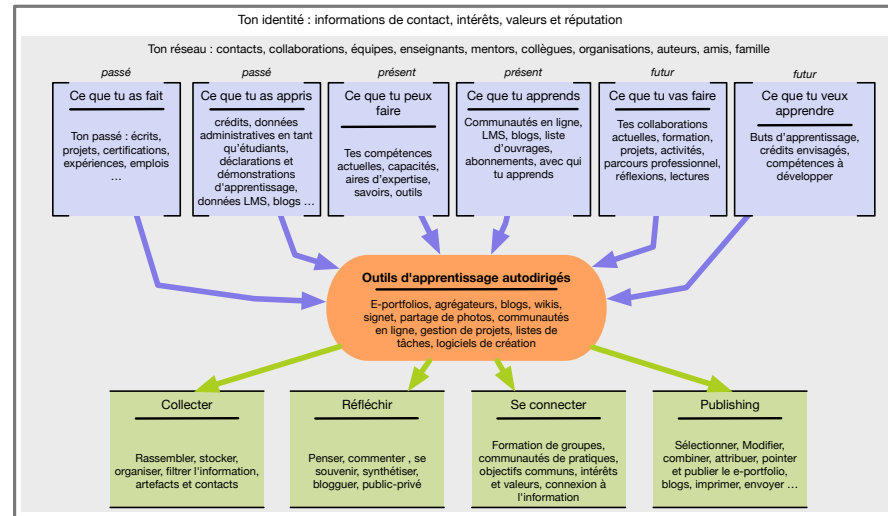 Ton identité : informations de contact, intérêts, valeurs et réputation
Ton réseau : contacts, collaborations, équipes, enseignants, mentors, collègues, organisations, auteurs, amis, famille
passé
Ce que tu as fait
Ton passé : écrits,
projets, certifications,
expériences, emplois
...
passé
Ce que tu as appris
crédits, données
administratives en tant
qu'étudiants,
déclarations et
démonstrations
d'apprentissage,
données LMS, blogs ...
présent
Ce que tu peux
faire
Tes compétences
actuelles, capacités,
aires d'expertise,
savoirs, outils
présent
Ce que tu apprends
Communautés en ligne,
LMS, blogs, liste
d'ouvrages,
abonnements, avec qui
tu apprends
futur
Ce que tu vas faire
Tes collaborations
actuelles, formation,
projets, activités,
parcours professionnel,
réflexions, lectures
futur
Ce que tu veux
apprendre
Buts d'apprentissage,
crédits envisagés,
compétences à
développer
Outils d'apprentissage autodirigés
E-portfolios, agrégateurs, blogs, wikis,
signet, partage de photos, communautés
en ligne, gestion de projets, listes de
tâches, logiciels de création
Collecter
Rassembler, stocker,
organiser, filtrer l'information,
artefacts et contacts
Réfléchir
Penser, commenter , se
souvenir, synthétiser,
blogguer, public-privé
Se connecter
Formation de groupes,
communautés de pratiques,
objectifs communs, intérêts
et valeurs, connexion à
l'information
Publishing
Sélectionner, Modifier,
combiner, attribuer, pointer
et publier le e-portfolio,
blogs, imprimer, envoyer ...